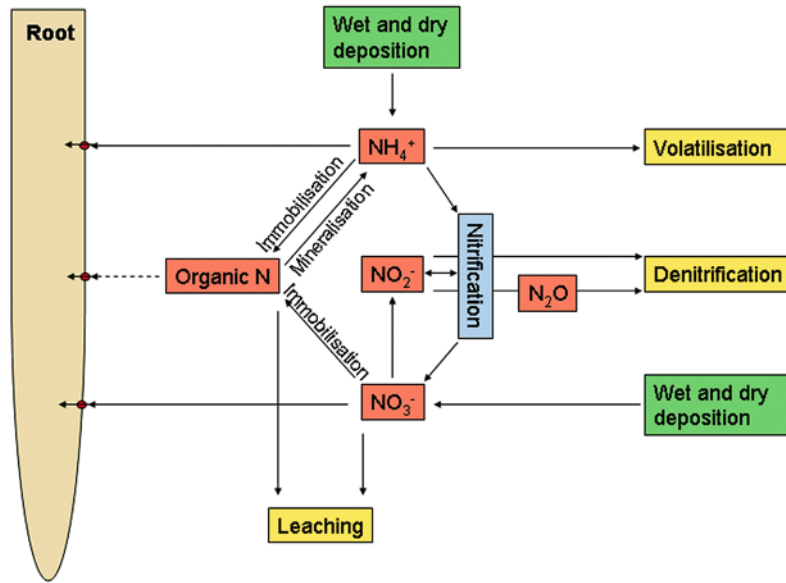 Root
Wet and dry
deposition
NH₄⁺
Volatilisation
Immobilisation
Mineralisation
Nitrification
Organic N
NO₂⁻
N₂O
Denitrification
Immobilisation
NO₃⁻
Wet and dry
deposition
Leaching